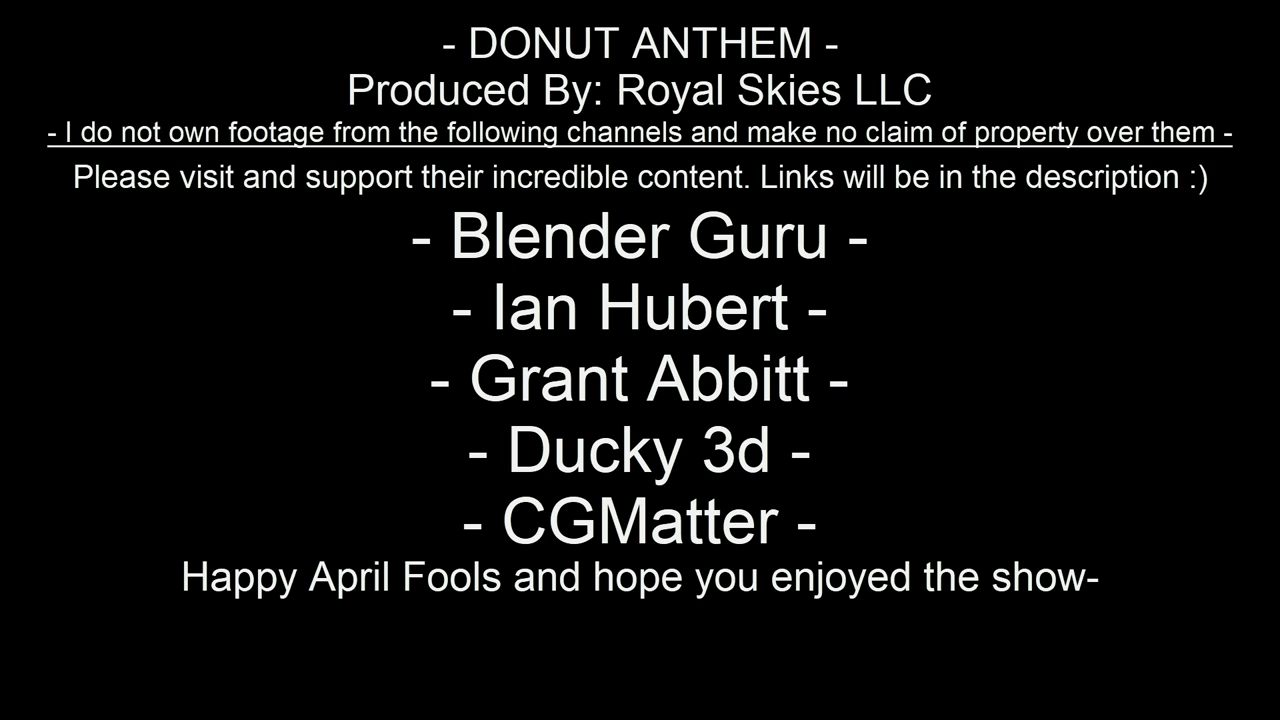 - DONUT ANTHEM -
Produced By: Royal Skies LLC
- I do not own footage from the following channels and make no claim of property over them -
Please visit and support their incredible content. Links will be in the description :)
- Blender Guru -
- Ian Hubert -
- Grant Abbitt -
- Ducky 3d -
- CGMatter -
Happy April Fools and hope you enjoyed the show-